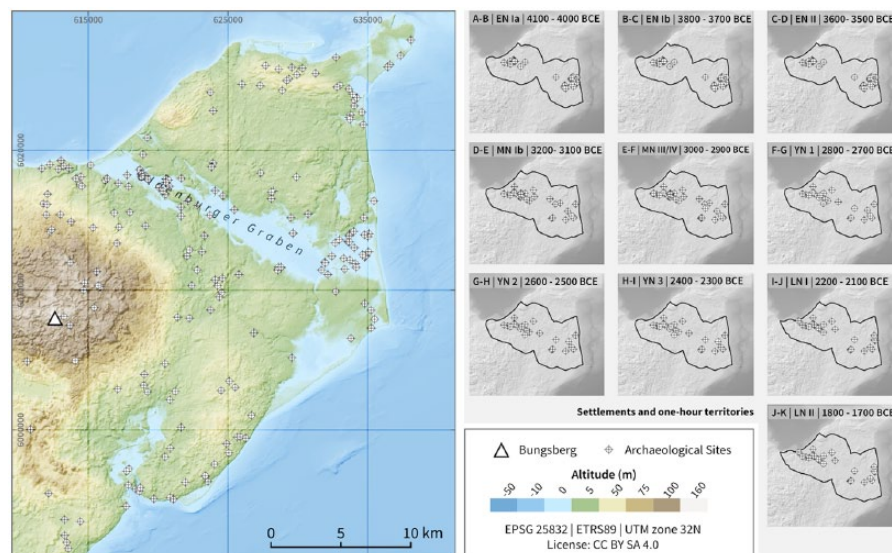 615000
625000
635000
6020000
Oldenburger Graben
6000000
0 5 10 km
A-B | EN Ia | 4100 - 4000 BCE
B-C | EN Ib | 3800 - 3700 BCE
C-D | EN II | 3600- 3500 BCE
D-E | MN Ib | 3200- 3100 BCE
E-F | MN III/IV | 3000 - 2900 BCE
F-G | YN 1 | 2800 - 2700 BCE
G-H | YN 2 | 2600 - 2500 BCE
H-I | YN 3 | 2400 - 2300 BCE
I-J | LN I | 2200 - 2100 BCE
Settlements and one-hour territories
J-K | LN II | 1800 - 1700 BCE
Bungsberg
Archaeological Sites
Altitude (m)
-50 -10 0 5 50 75 100 160
EPSG 25832 | ETRS89 | UTM zone 32N
License: CC BY SA 4.0